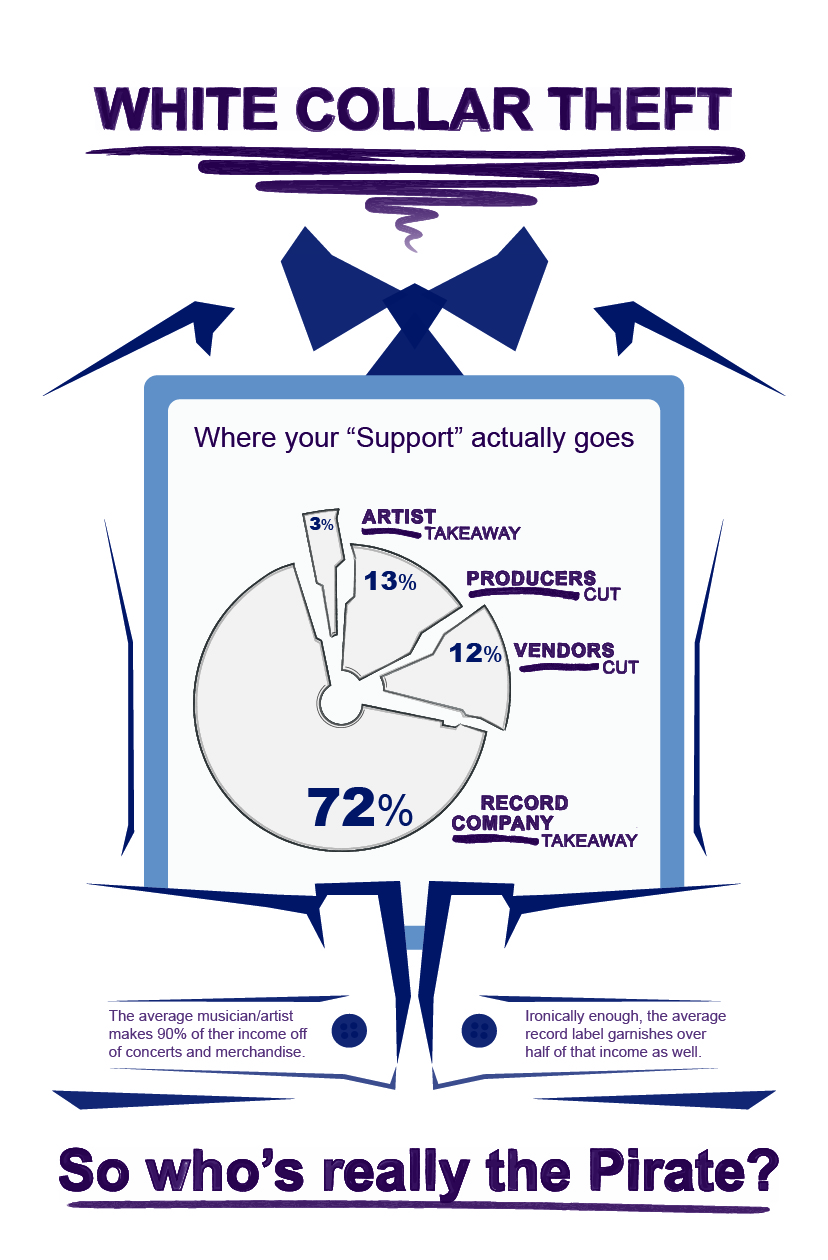 WHITE COLLAR THEFT
Where your “Support” actually goes
3%
ARTIST
TAKEAWAY
13%
PRODUCERS
CUT
12%
VENDORS
CUT
72%
RECORD
COMPANY
TAKEAWAY
The average musician/artist
makes 90% of ther income off
of concerts and merchandise.
Ironically enough, the average
record label garnishes over
half of that income as well.
So who’s really the Pirate?